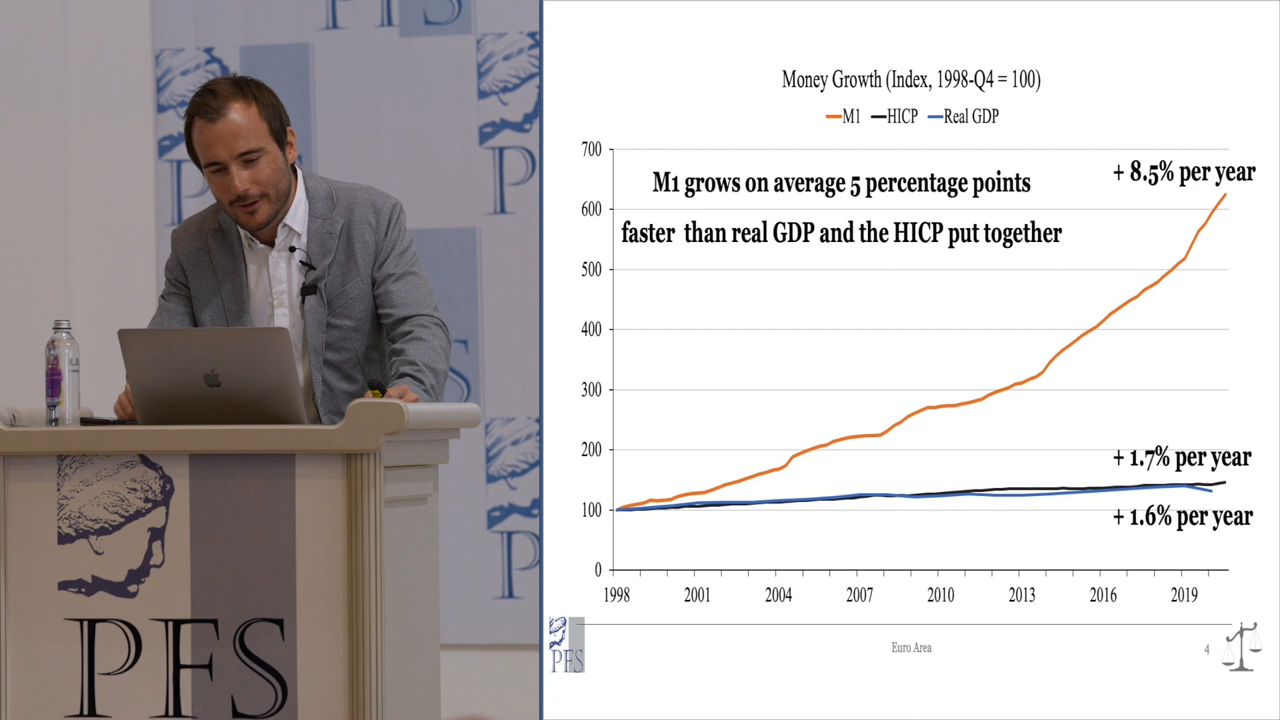 PFS
P
P
S
P
PFS
Money Growth (Index, 1998-Q4 = 100)
M1 HICP Real GDP
700
600
500
400
300
200
100
0
M1 grows on average 5 percentage points
faster than real GDP and the HICP put together
+ 8.5% per year
+ 1.7% per year
+ 1.6% per year
1998 2001 2004 2007 2010 2013 2016 2019
PFS
Euro Area
4